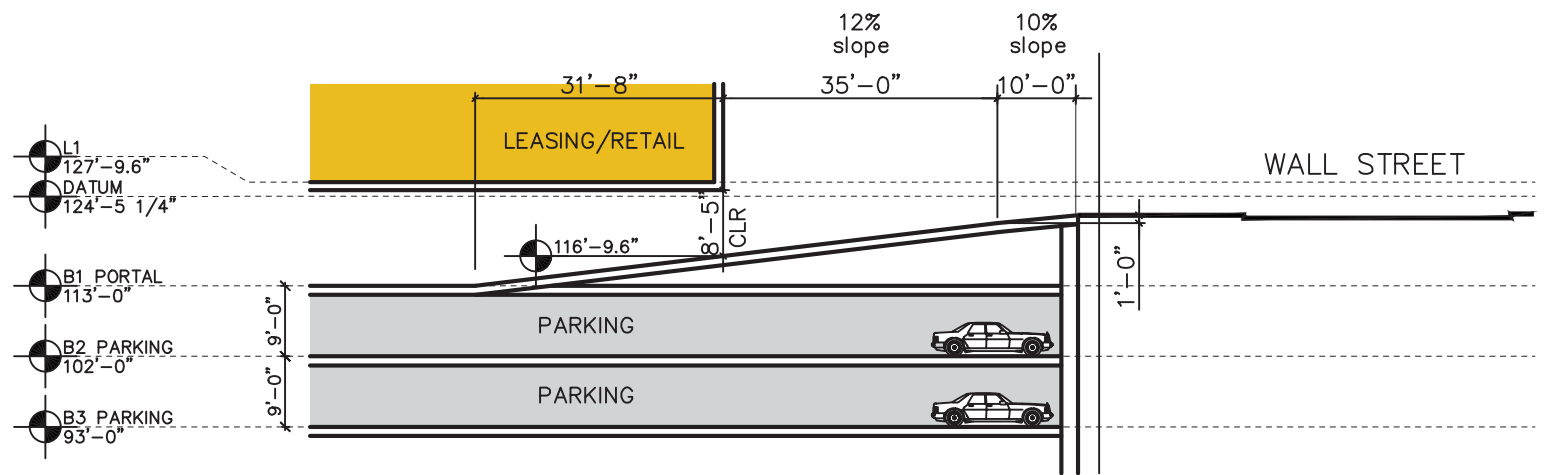 12%
slope
10%
slope
31'-8"
35'-0"
10'-0"
LEASING/RETAIL
L1
127'-9.6"
WALL STREET
DATUM
124'-5 1/4"
8'-5"
CLR
116'-9.6"
B1 PORTAL
113'-0"
1'-0"
9'-0"
PARKING
B2 PARKING
102'-0"
9'-0"
PARKING
B3 PARKING
93'-0"